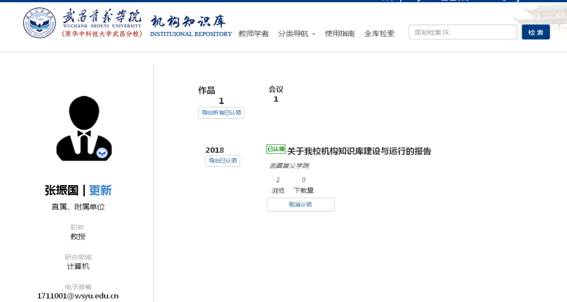 武昌首义学院
WUCHANG SHOUYI UNIVERSITY
(原华中科技大学武昌分校)
机构知识库
INSTITUIONAL REPOSITORY
教师学者 分类导航 使用指南 全库检索
检 索
作品
1
导出所有已认领
会议
1
2018
导出已认领
已认领 关于我校机构知识库建设与运行的报告
武昌首义学院
2 0
浏览 下载量
取消认领
张振国 | 更新
直属、附属单位
职称
教授
研究领域
计算机
电子邮箱
1711001@wsyu.edu.cn